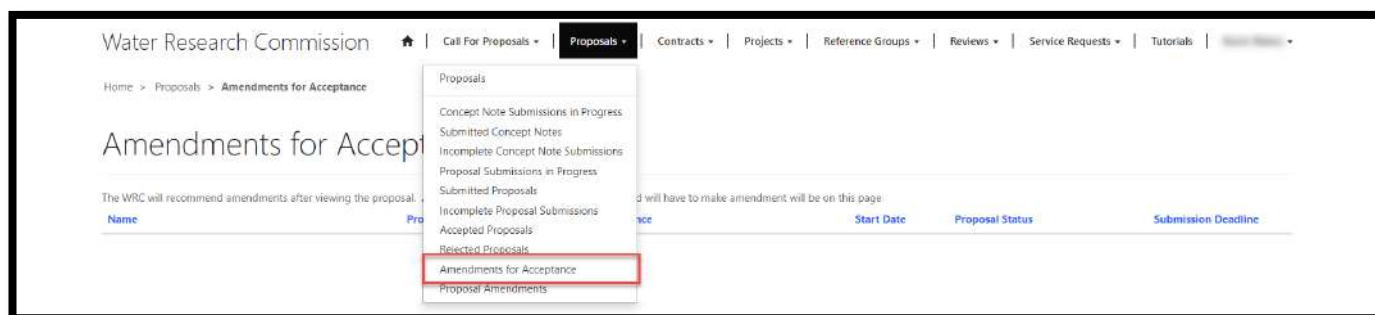 Water Research Commission | Call For Proposals | Proposals | Contracts | Projects | Reference Groups | Reviews | Service Requests | Tutorials |
Home > Proposals > Amendments for Acceptance
Proposals
Concept Note Submissions in Progress
Submitted Concept Notes
Incomplete Concept Note Submissions
Proposal Submissions in Progress
Submitted Proposals
Incomplete Proposal Submissions
Accepted Proposals
Rejected Proposals
Amendments for Acceptance
Proposal Amendments
Amendments for Accept
The WRC will recommend amendments after viewing the proposal. d will have to make amendment will be on this page
Name Pro nce Start Date Proposal Status Submission Deadline